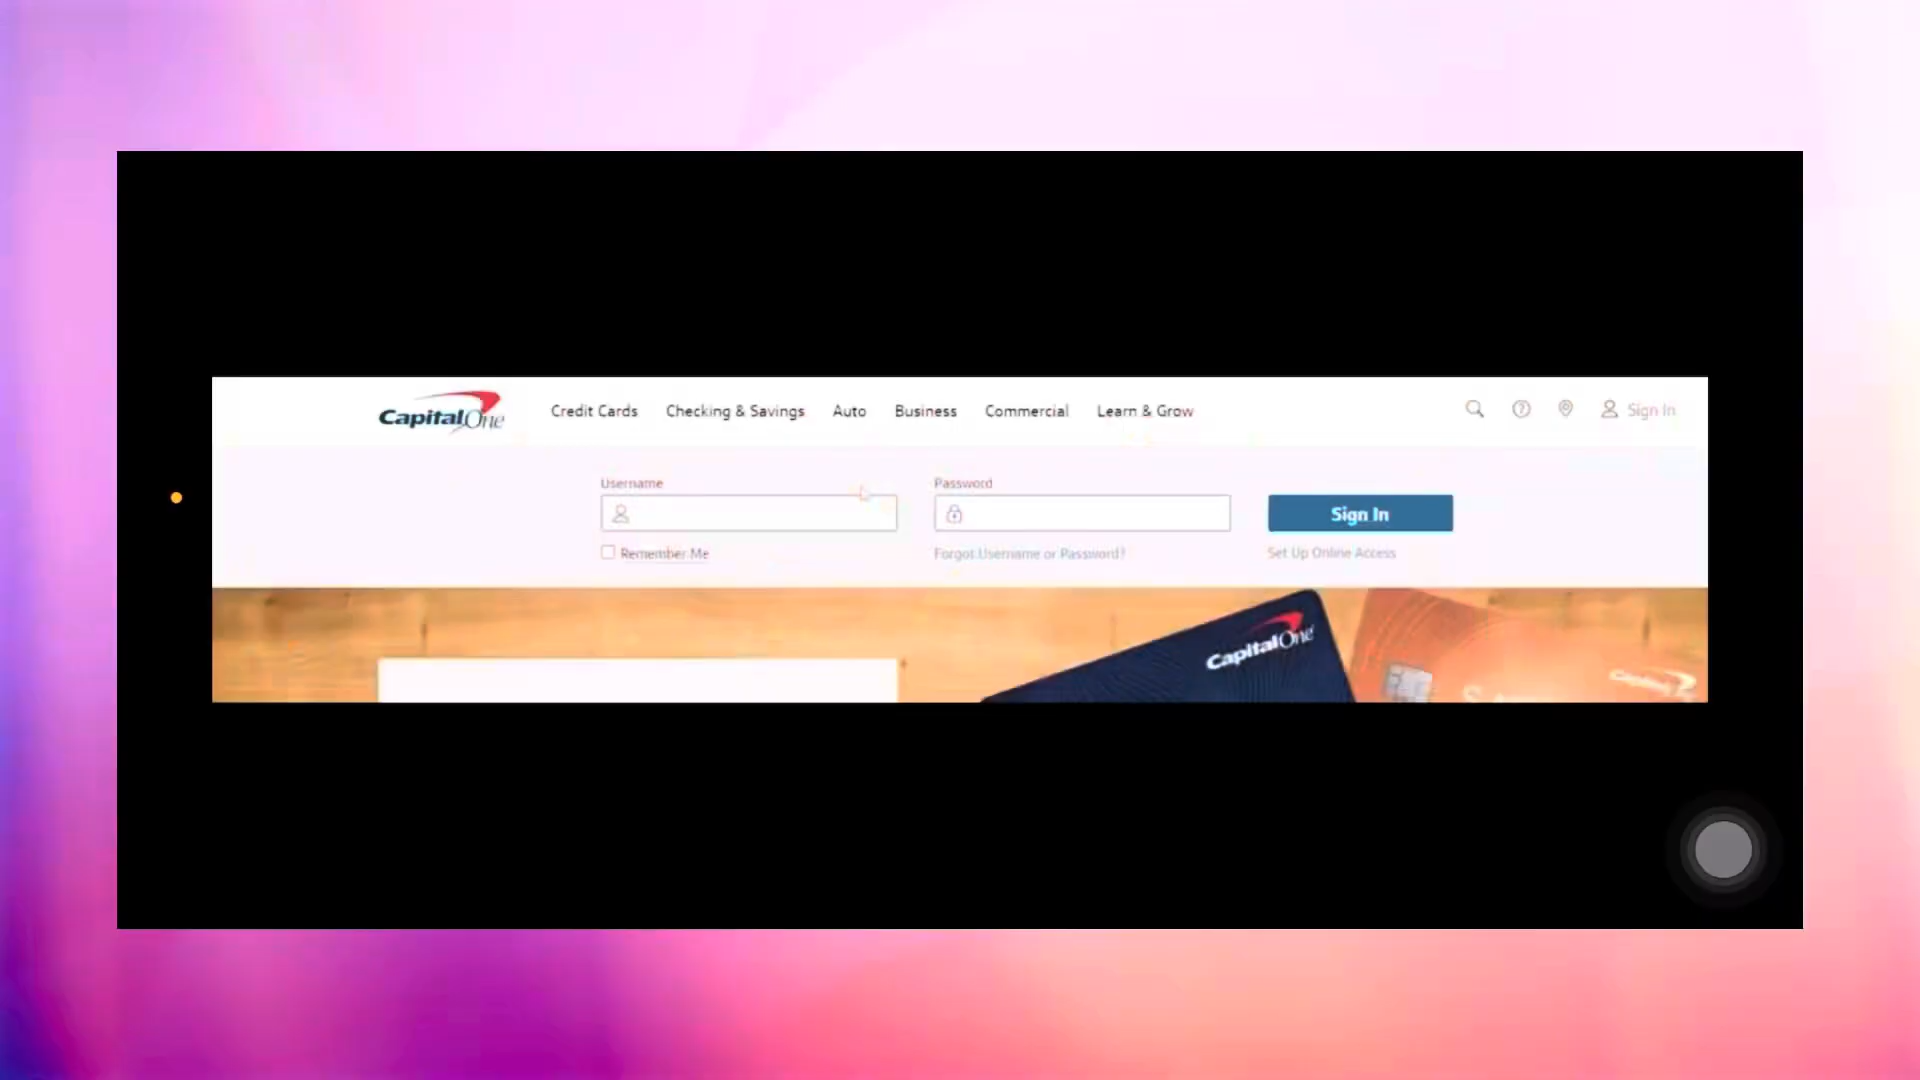 CapitalOne Credit Cards Checking & Savings Auto Business Commercial Learn & Grow Sign In
Username Password
Sign In
Remember Me Forgot Username or Password? Set Up Online Access
CapitalOne